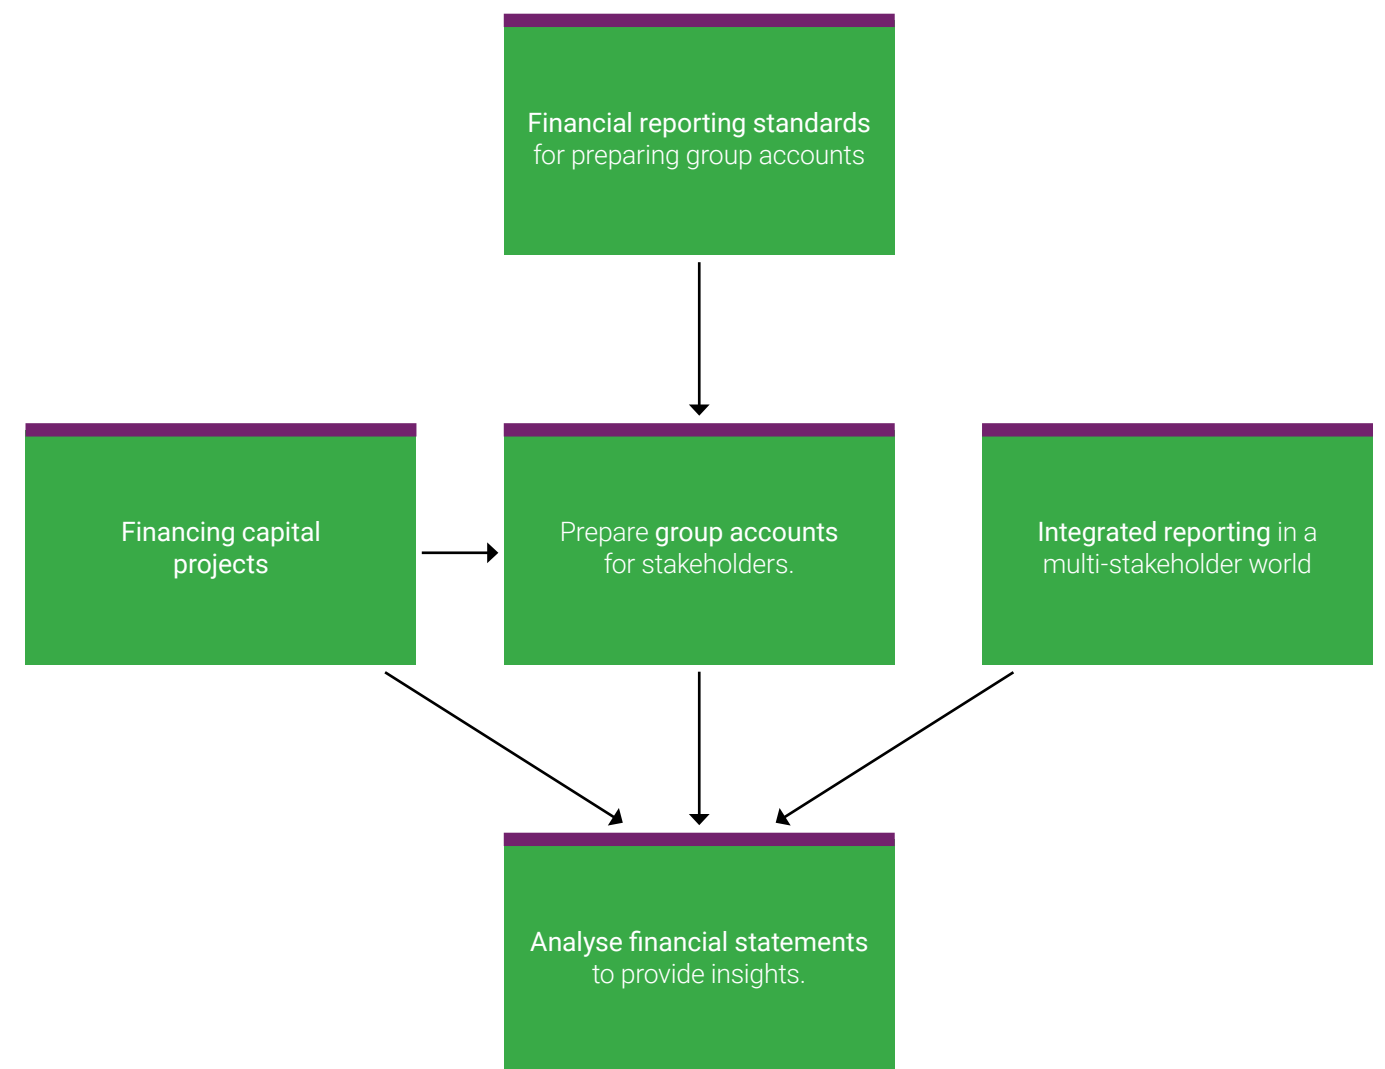 Financial reporting standards
for preparing group accounts
Financing capital
projects
Prepare group accounts
for stakeholders.
Integrated reporting in a
multi-stakeholder world
Analyse financial statements
to provide insights.